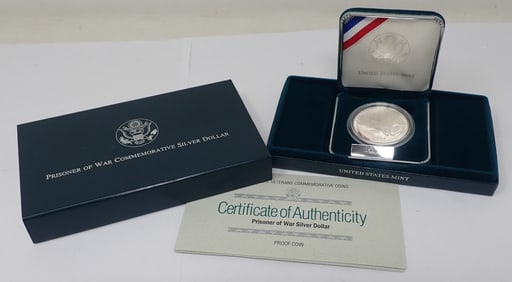 PRISONER OF WAR COMMEMORATIVE SILVER DOLLAR
UNITED STATES MINT
UNITED STATES MINT
VETERANS COMMEMORATIVE COINS
Certificate of Authenticity
Prisoner of War Silver Dollar
PROOF COIN